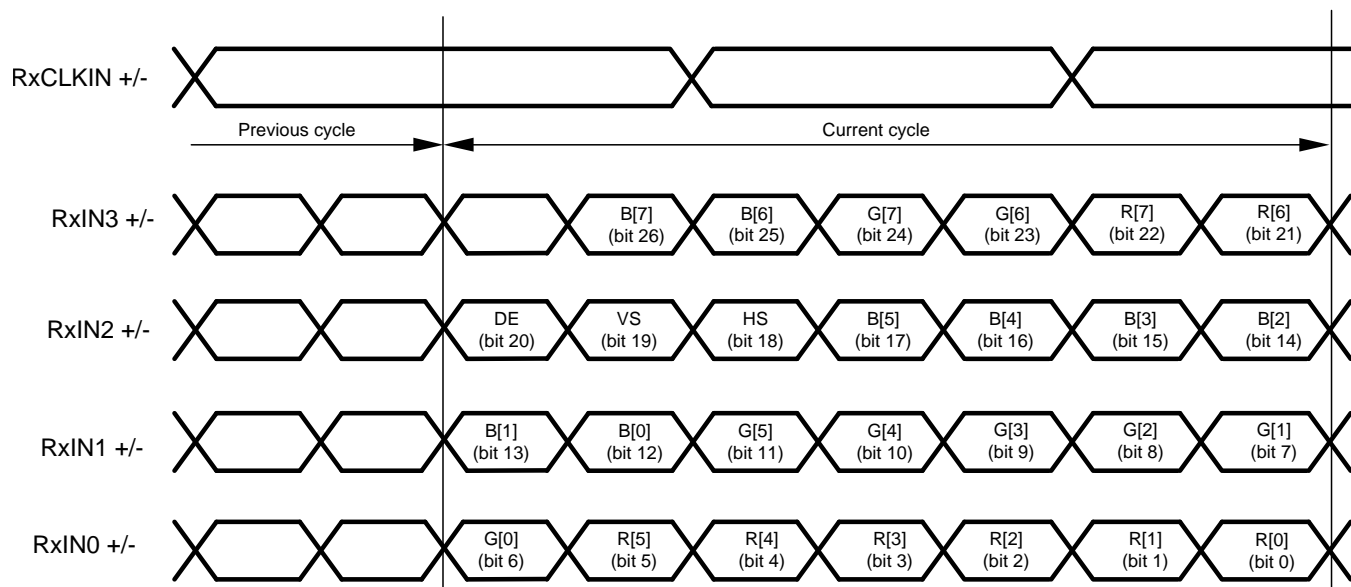 RxCLKIN +/-
Previous cycle
Current cycle
RxIN3 +/-
B[7]
(bit 26)
B[6]
(bit 25)
G[7]
(bit 24)
G[6]
(bit 23)
R[7]
(bit 22)
R[6]
(bit 21)
RxIN2 +/-
DE
(bit 20)
VS
(bit 19)
HS
(bit 18)
B[5]
(bit 17)
B[4]
(bit 16)
B[3]
(bit 15)
B[2]
(bit 14)
RxIN1 +/-
B[1]
(bit 13)
B[0]
(bit 12)
G[5]
(bit 11)
G[4]
(bit 10)
G[3]
(bit 9)
G[2]
(bit 8)
G[1]
(bit 7)
RxIN0 +/-
G[0]
(bit 6)
R[5]
(bit 5)
R[4]
(bit 4)
R[3]
(bit 3)
R[2]
(bit 2)
R[1]
(bit 1)
R[0]
(bit 0)